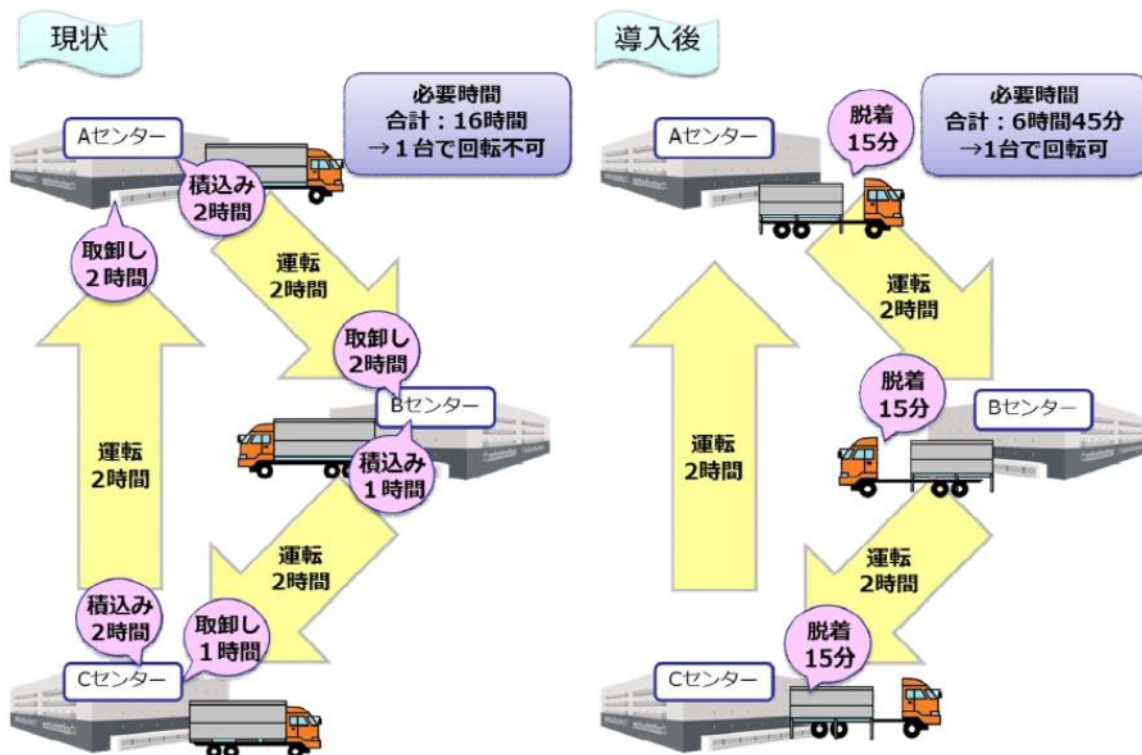 現状
必要時間
合計：16時間
→１台で回転不可
Aセンター
積込み
2時間
取卸し
２時間
運転
2時間
取卸し
2時間
Bセンター
積込み
１時間
運転
2時間
運転
2時間
積込み
2時間
取卸し
１時間
Cセンター
導入後
必要時間
合計：6時間45分
→1台で回転可
Aセンター
脱着
15分
運転
2時間
脱着
15分
Bセンター
運転
2時間
運転
2時間
脱着
15分
Cセンター